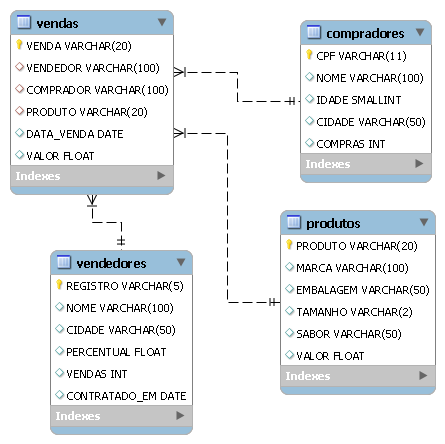 vendas
VENDA VARCHAR(20)
VENDEDOR VARCHAR(100)
COMPRADOR VARCHAR(100)
PRODUTO VARCHAR(20)
DATA_VENDA DATE
VALOR FLOAT
Indexes
compradores
CPF VARCHAR(11)
NOME VARCHAR(100)
IDADE SMALLINT
CIDADE VARCHAR(50)
COMPRAS INT
Indexes
vendedores
REGISTRO VARCHAR(5)
NOME VARCHAR(100)
CIDADE VARCHAR(50)
PERCENTUAL FLOAT
VENDAS INT
CONTRATADO_EM DATE
Indexes
produtos
PRODUTO VARCHAR(20)
MARCA VARCHAR(100)
EMBALAGEM VARCHAR(50)
TAMANHO VARCHAR(2)
SABOR VARCHAR(50)
VALOR FLOAT
Indexes